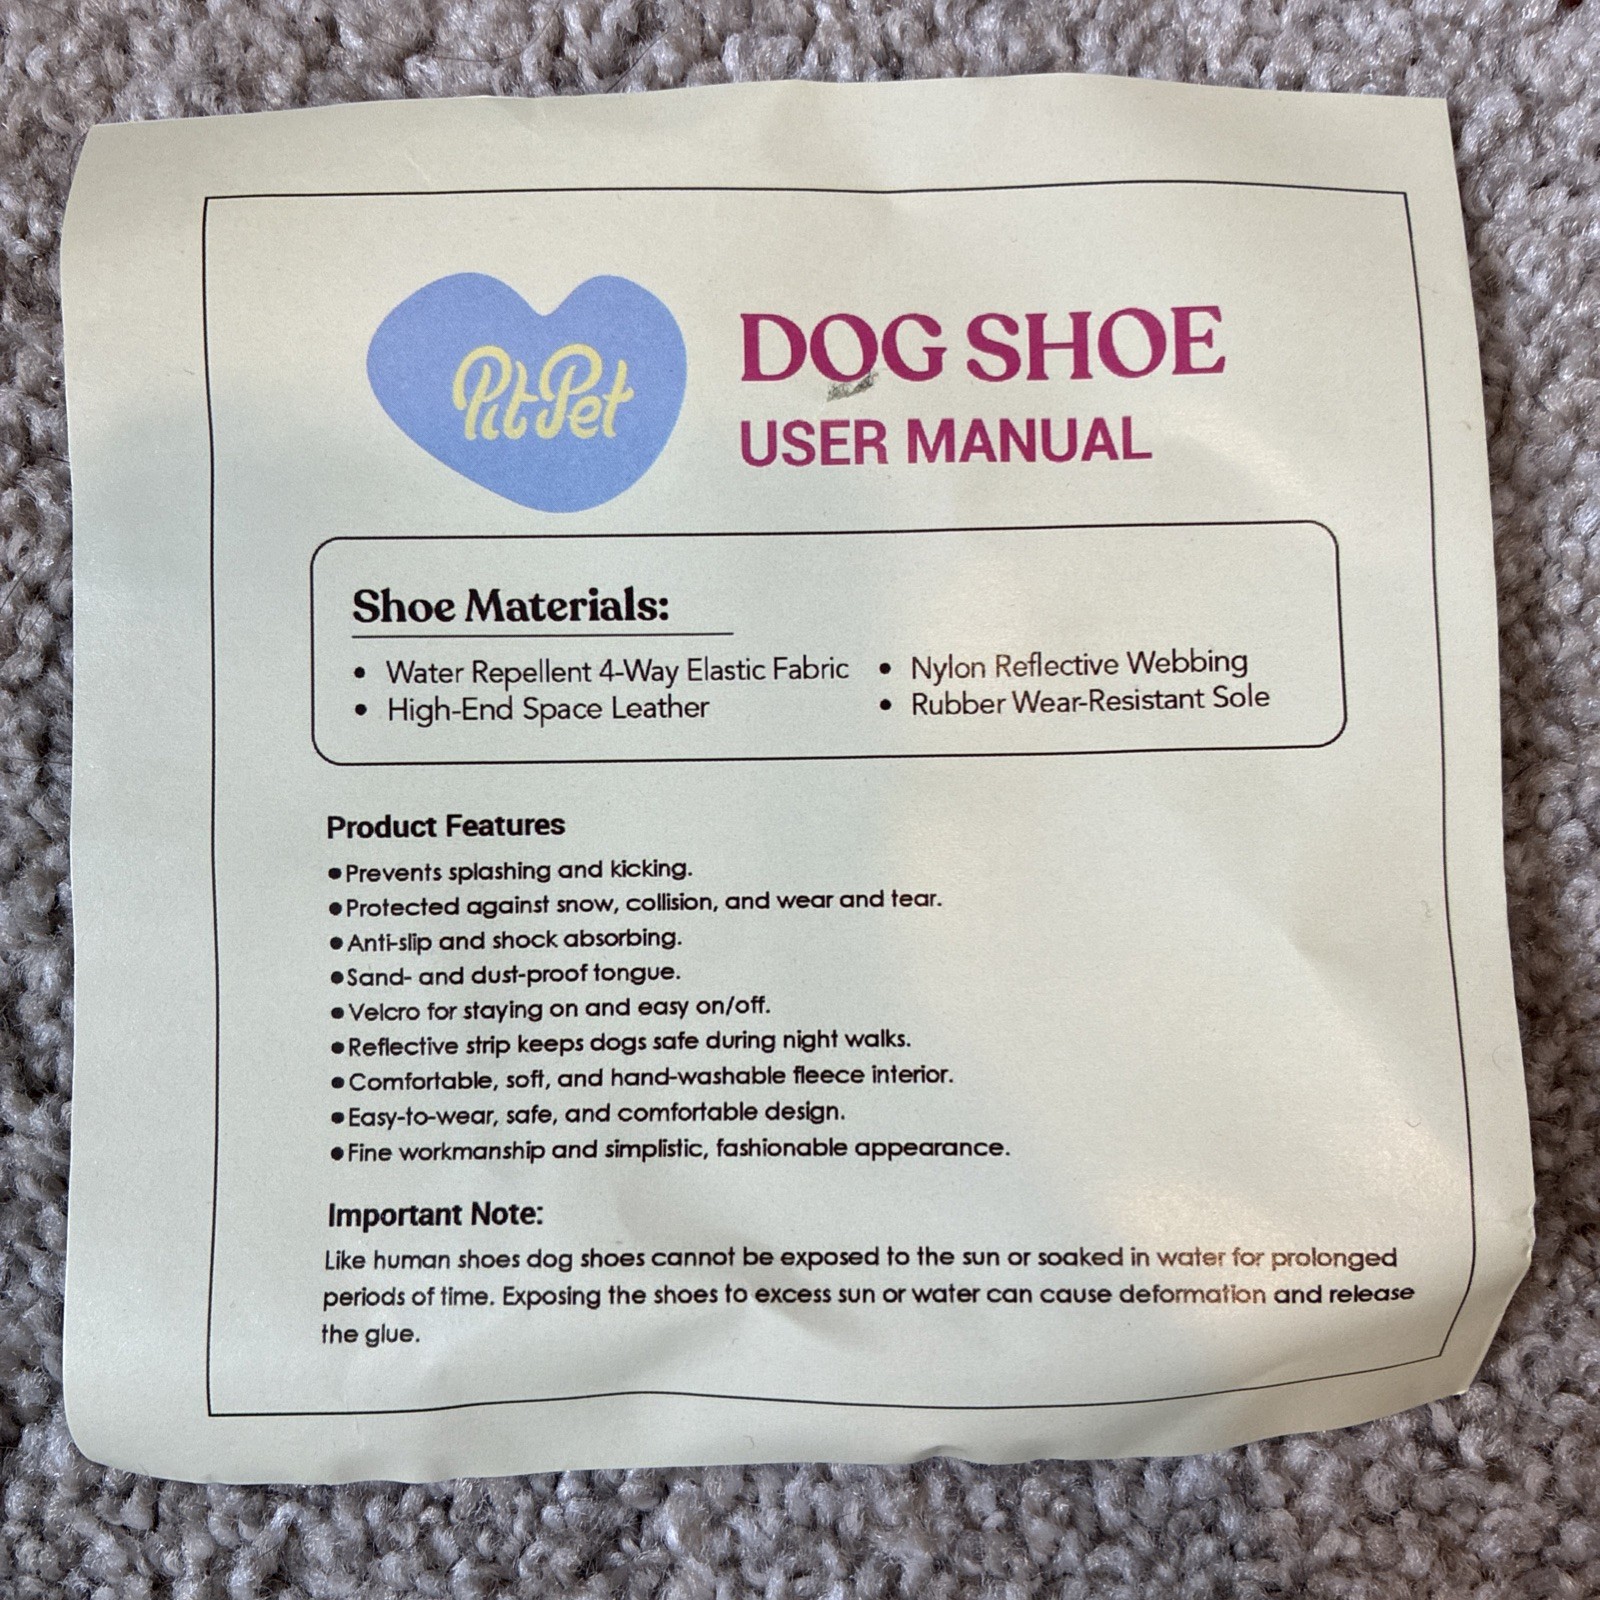 PitPet
DOG SHOE
USER MANUAL
Shoe Materials:
• Water Repellent 4-Way Elastic Fabric
• High-End Space Leather
• Nylon Reflective Webbing
• Rubber Wear-Resistant Sole
Product Features
•Prevents splashing and kicking.
•Protected against snow, collision, and wear and tear.
•Anti-slip and shock absorbing.
•Sand- and dust-proof tongue.
•Velcro for staying on and easy on/off.
•Reflective strip keeps dogs safe during night walks.
•Comfortable, soft, and hand-washable fleece interior.
•Easy-to-wear, safe, and comfortable design.
•Fine workmanship and simplistic, fashionable appearance.
Important Note:
Like human shoes dog shoes cannot be exposed to the sun or soaked in water for prolonged
periods of time. Exposing the shoes to excess sun or water can cause deformation and release
the glue.